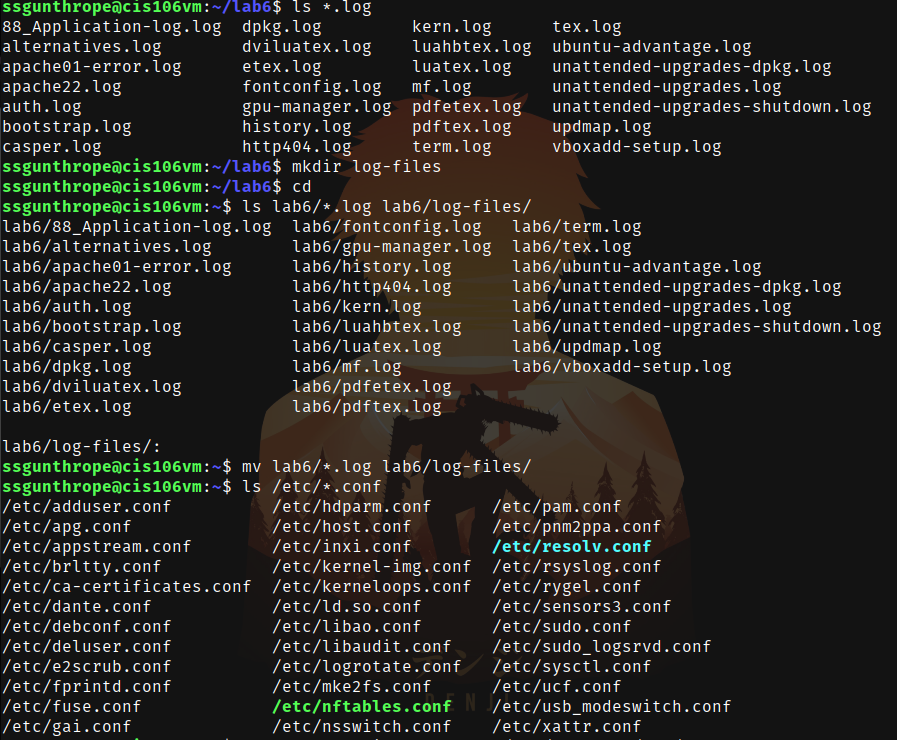 ssgunthrope@cis106vm:~/lab6$ ls *.log
88_Application-log.log  dpkg.log         kern.log      tex.log
alternatives.log        dviluatex.log    luahbtex.log  ubuntu-advantage.log
apache01-error.log      etex.log         luatex.log    unattended-upgrades-dpkg.log
apache22.log            fontconfig.log   mf.log        unattended-upgrades.log
auth.log                gpu-manager.log  pdfetex.log   unattended-upgrades-shutdown.log
bootstrap.log           history.log      pdftex.log    updmap.log
casper.log              http404.log      term.log      vboxadd-setup.log
ssgunthrope@cis106vm:~/lab6$ mkdir log-files
ssgunthrope@cis106vm:~/lab6$ cd
ssgunthrope@cis106vm:~$ ls lab6/*.log lab6/log-files/
lab6/88_Application-log.log  lab6/fontconfig.log   lab6/term.log
lab6/alternatives.log        lab6/gpu-manager.log  lab6/tex.log
lab6/apache01-error.log      lab6/history.log      lab6/ubuntu-advantage.log
lab6/apache22.log            lab6/http404.log      lab6/unattended-upgrades-dpkg.log
lab6/auth.log                lab6/kern.log         lab6/unattended-upgrades.log
lab6/bootstrap.log           lab6/luahbtex.log     lab6/unattended-upgrades-shutdown.log
lab6/casper.log              lab6/luatex.log       lab6/updmap.log
lab6/dpkg.log                lab6/mf.log           lab6/vboxadd-setup.log
lab6/dviluatex.log           lab6/pdfetex.log
lab6/etex.log                lab6/pdftex.log
lab6/log-files/:
ssgunthrope@cis106vm:~$ mv lab6/*.log lab6/log-files/
ssgunthrope@cis106vm:~$ ls /etc/*.conf
/etc/adduser.conf          /etc/hdparm.conf      /etc/pam.conf
/etc/apg.conf              /etc/host.conf        /etc/pnm2ppa.conf
/etc/appstream.conf        /etc/inxi.conf        /etc/resolv.conf
/etc/brltty.conf           /etc/kernel-img.conf  /etc/rsyslog.conf
/etc/ca-certificates.conf  /etc/kerneloops.conf  /etc/rygel.conf
/etc/dante.conf            /etc/ld.so.conf       /etc/sensors3.conf
/etc/debconf.conf          /etc/libao.conf       /etc/sudo.conf
/etc/deluser.conf          /etc/libaudit.conf    /etc/sudo_logsrvd.conf
/etc/e2scrub.conf          /etc/logrotate.conf   /etc/sysctl.conf
/etc/fprintd.conf          /etc/mke2fs.conf      /etc/ucf.conf
/etc/fuse.conf             /etc/nftables.conf    /etc/usb_modeswitch.conf
/etc/gai.conf              /etc/nsswitch.conf    /etc/xattr.conf